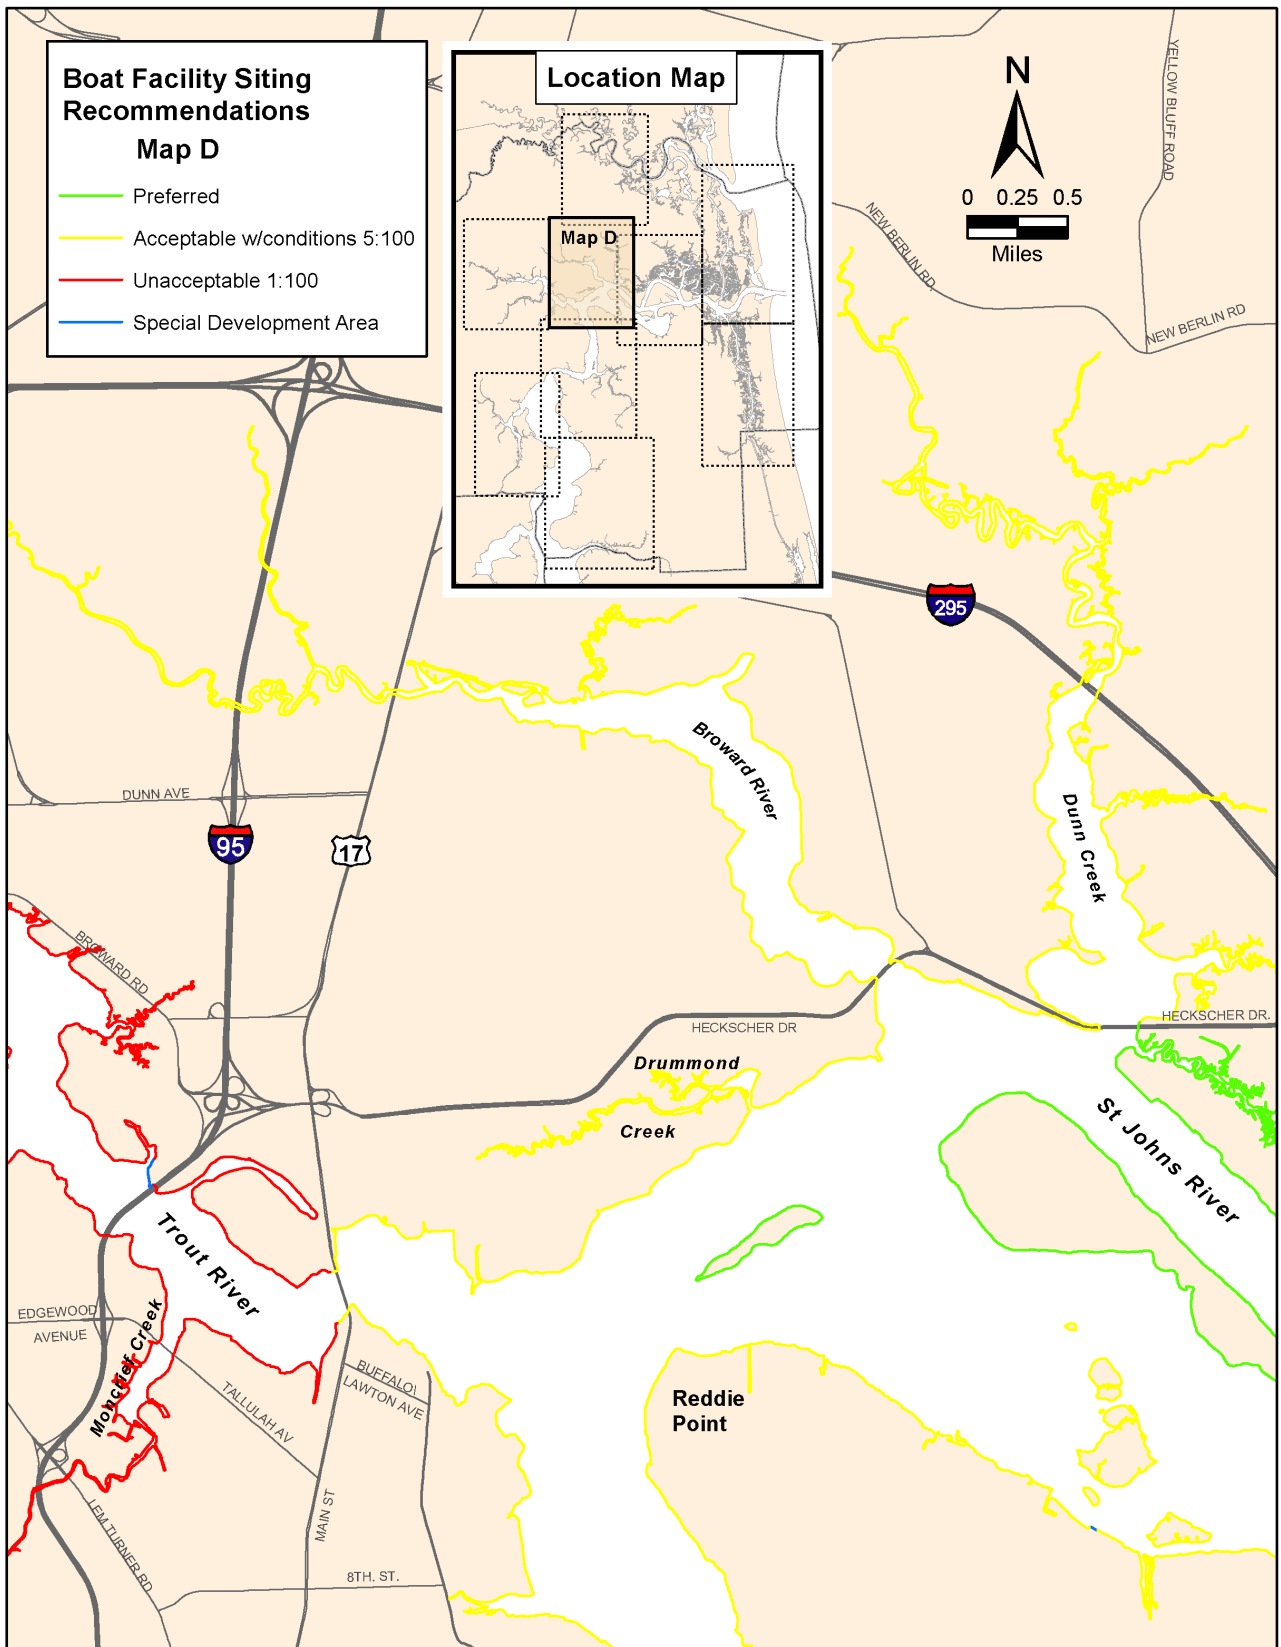 Boat Facility Siting
Recommendations
Map D
Preferred
Acceptable w/conditions 5:100
Unacceptable 1:100
Special Development Area
Location Map
Map D
N
0 0.25 0.5
Miles
YELLOW BLUFF ROAD
NEW BERLIN RD.
NEW BERLIN RD
295
Broward River
Dunn Creek
DUNN AVE
95
17
BROWARD RD
HECKSCHER DR
HECKSCHER DR.
Drummond
Creek
St Johns River
Trout River
EDGEWOOD
AVENUE
Moncrief Creek
TALLULAH AV
BUFFALO
LAWTON AVE
Reddie
Point
MAIN ST
LEM TURNER RD
8TH. ST.